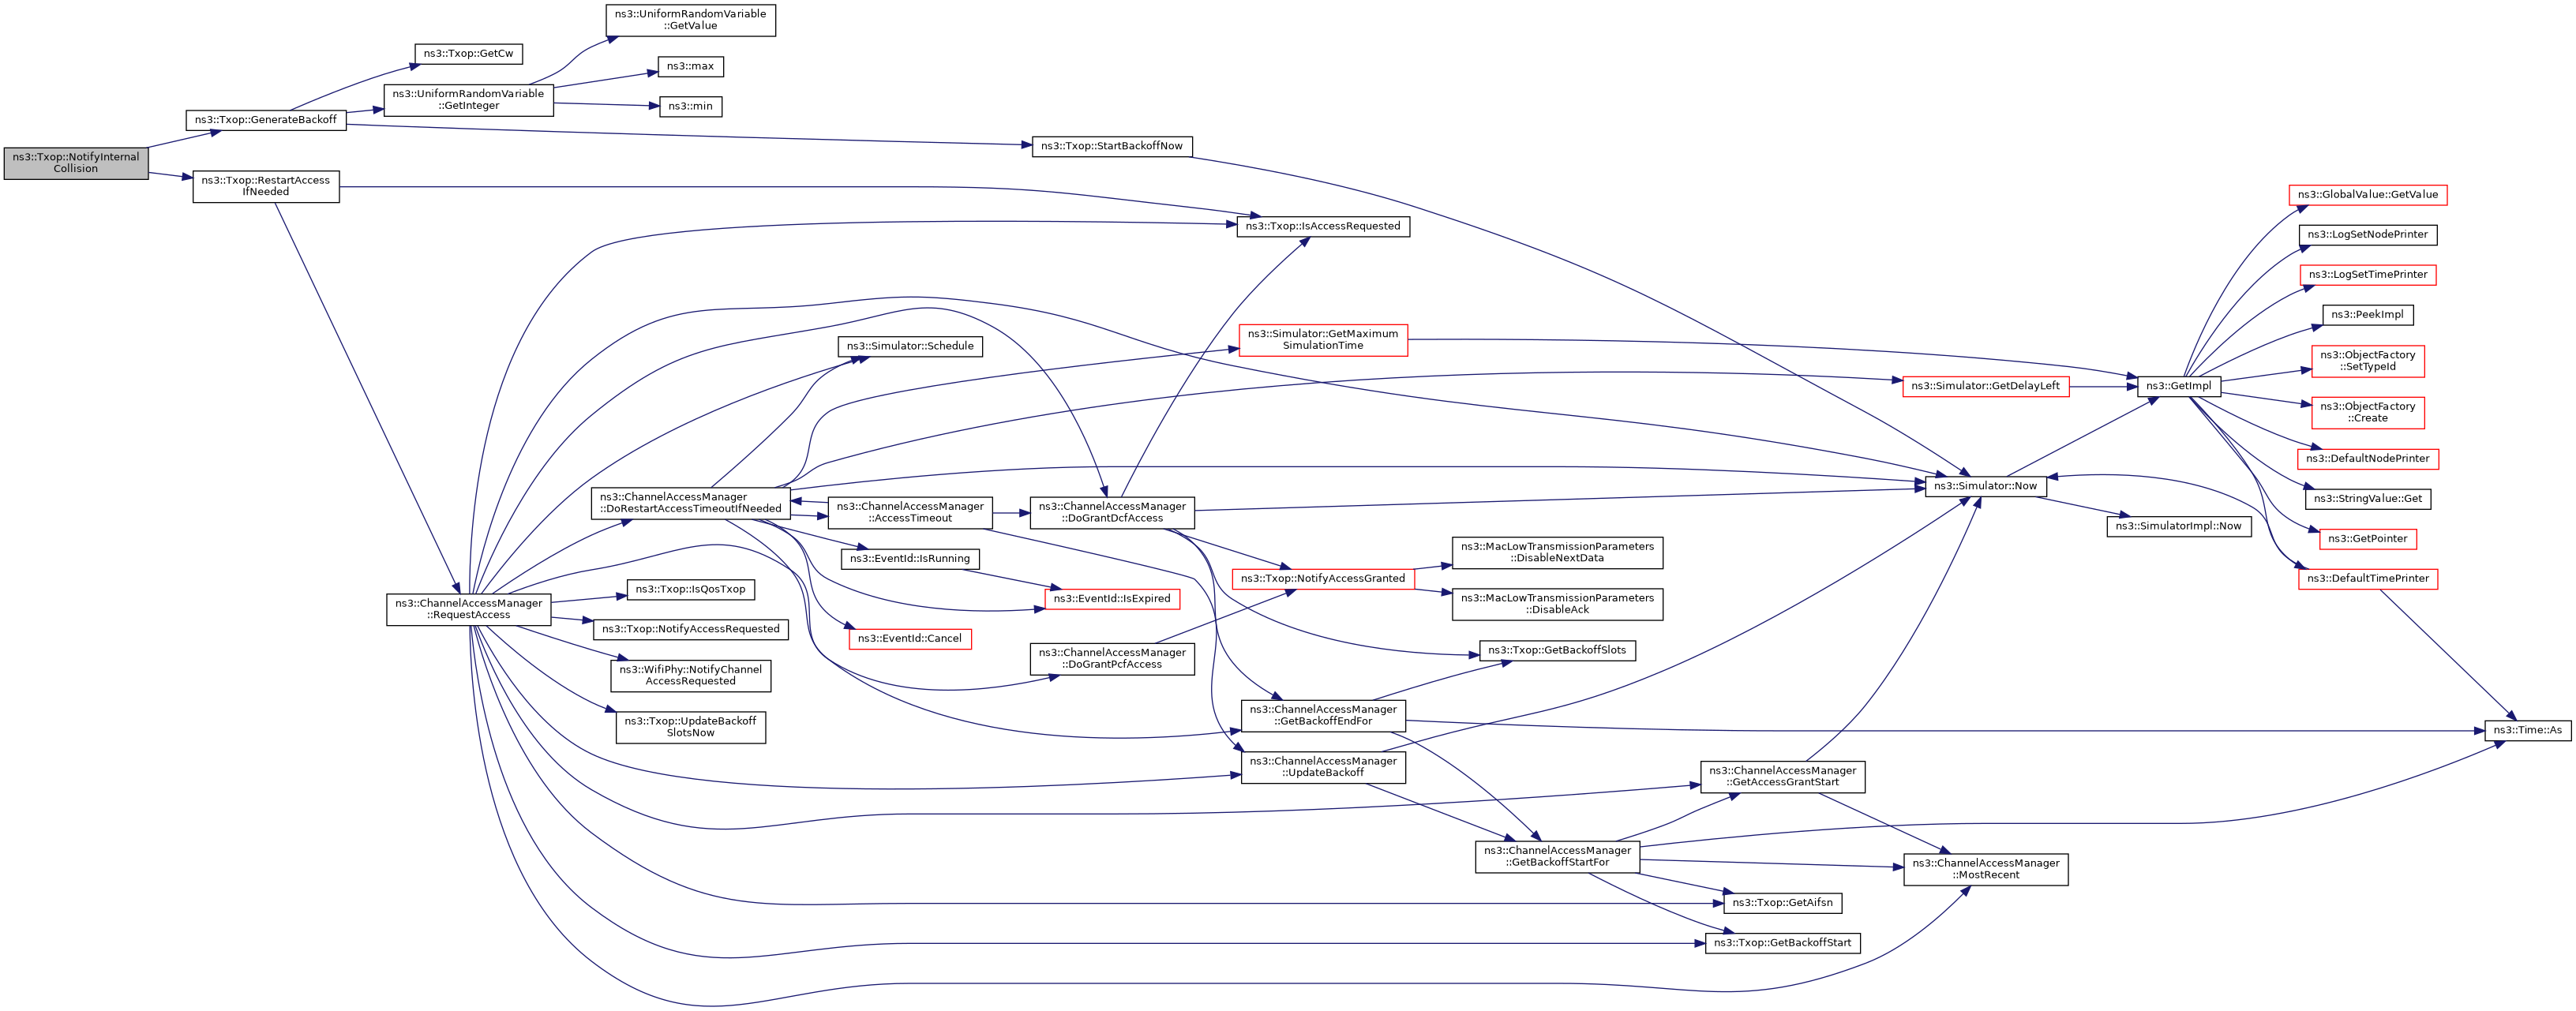 ns3::UniformRandomVariable
::GetValue
ns3::Txop::GetCw
ns3::max
ns3::UniformRandomVariable
::GetInteger
ns3::min
ns3::Txop::GenerateBackoff
ns3::Txop::StartBackoffNow
ns3::Txop::NotifyInternal
Collision
ns3::Txop::RestartAccess
IfNeeded
ns3::GlobalValue::GetValue
ns3::Txop::IsAccessRequested
ns3::LogSetNodePrinter
ns3::LogSetTimePrinter
ns3::PeekImpl
ns3::Simulator::GetMaximum
SimulationTime
ns3::Simulator::Schedule
ns3::ObjectFactory
::SetTypeId
ns3::Simulator::GetDelayLeft
ns3::GetImpl
ns3::ObjectFactory
::Create
ns3::DefaultNodePrinter
ns3::Simulator::Now
ns3::StringValue::Get
ns3::ChannelAccessManager
::DoRestartAccessTimeoutIfNeeded
ns3::ChannelAccessManager
::AccessTimeout
ns3::ChannelAccessManager
::DoGrantDcfAccess
ns3::SimulatorImpl::Now
ns3::GetPointer
ns3::EventId::IsRunning
ns3::MacLowTransmissionParameters
::DisableNextData
ns3::Txop::NotifyAccessGranted
ns3::DefaultTimePrinter
ns3::Txop::IsQosTxop
ns3::EventId::IsExpired
ns3::MacLowTransmissionParameters
::DisableAck
ns3::ChannelAccessManager
::RequestAccess
ns3::Txop::NotifyAccessRequested
ns3::EventId::Cancel
ns3::ChannelAccessManager
::DoGrantPcfAccess
ns3::Txop::GetBackoffSlots
ns3::WifiPhy::NotifyChannel
AccessRequested
ns3::Txop::UpdateBackoff
SlotsNow
ns3::ChannelAccessManager
::GetBackoffEndFor
ns3::Time::As
ns3::ChannelAccessManager
::UpdateBackoff
ns3::ChannelAccessManager
::GetAccessGrantStart
ns3::ChannelAccessManager
::GetBackoffStartFor
ns3::ChannelAccessManager
::MostRecent
ns3::Txop::GetAifsn
ns3::Txop::GetBackoffStart